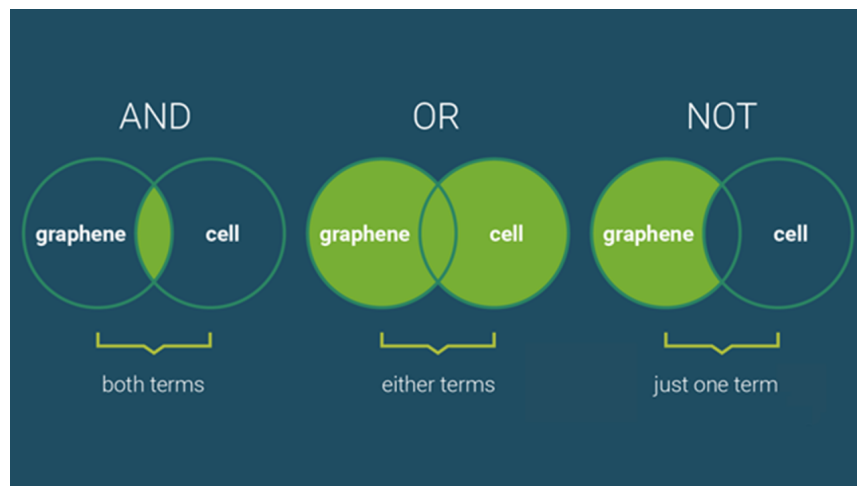 AND OR NOT
graphene cell graphene cell graphene cell
both terms either terms just one term